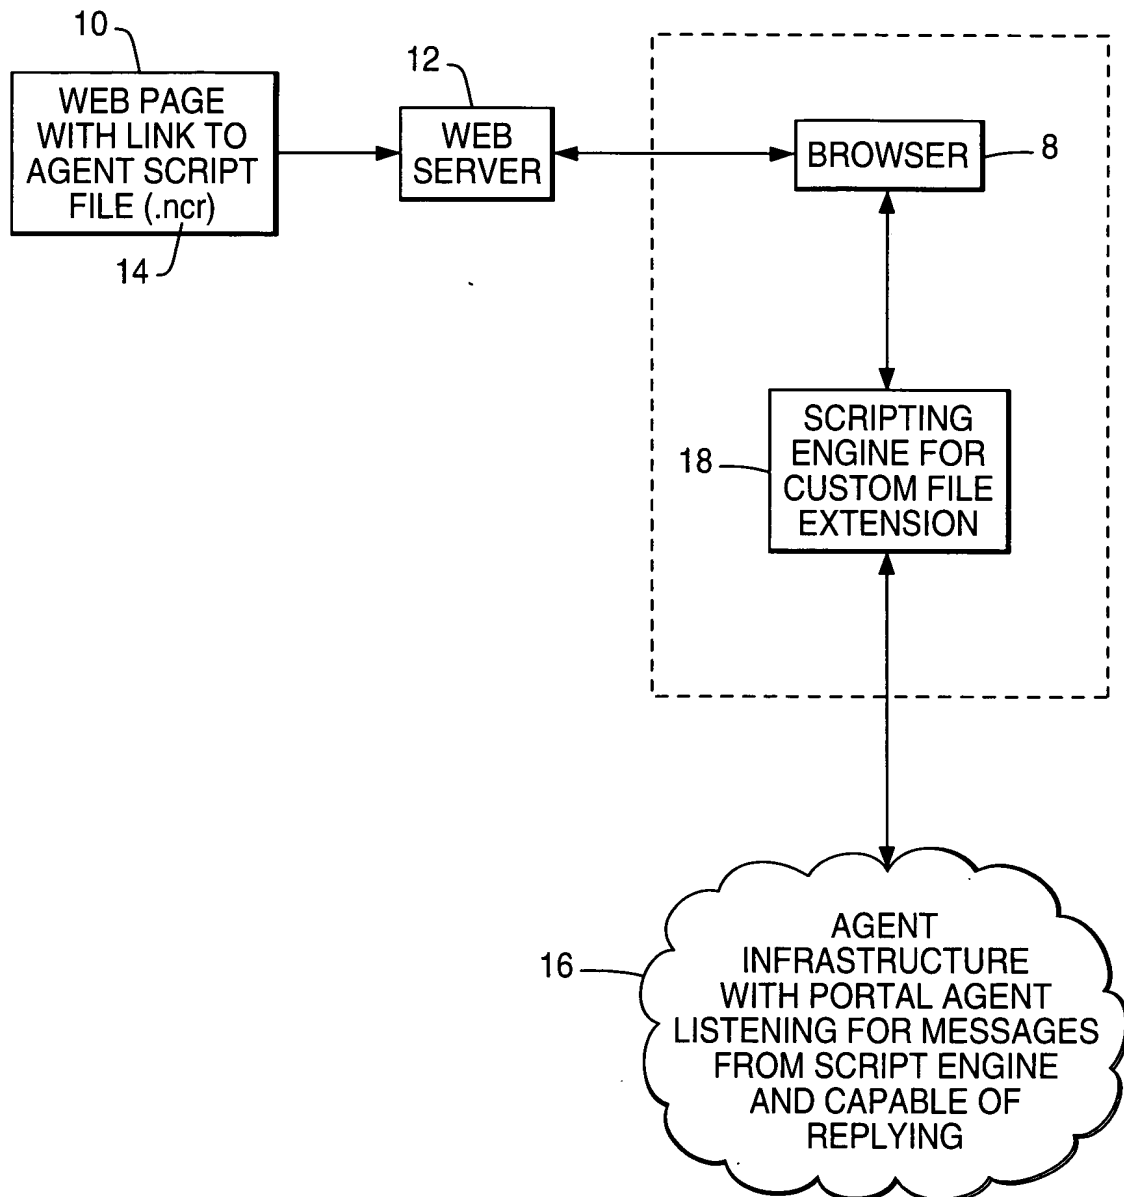 10
WEB PAGE
WITH LINK TO
AGENT SCRIPT
FILE (.ncr)
14
12
WEB
SERVER
BROWSER
8
18
SCRIPTING
ENGINE FOR
CUSTOM FILE
EXTENSION
16
AGENT
INFRASTRUCTURE
WITH PORTAL AGENT
LISTENING FOR MESSAGES
FROM SCRIPT ENGINE
AND CAPABLE OF
REPLYING